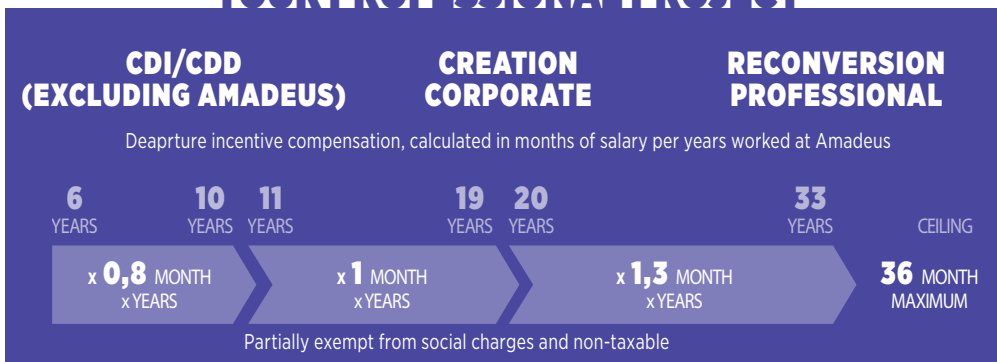 CDI/CDD
(EXCLUDING AMADEUS)
CREATION
CORPORATE
RECONVERSION
PROFESSIONAL
Deaprture incentive compensation, calculated in months of salary per years worked at Amadeus
6
YEARS
10
YEARS
11
YEARS
19
YEARS
20
YEARS
33
YEARS
CEILING
x 0,8 MONTH
x YEARS
x 1 MONTH
x YEARS
x 1,3 MONTH
x YEARS
36 MONTH
MAXIMUM
Partially exempt from social charges and non-taxable